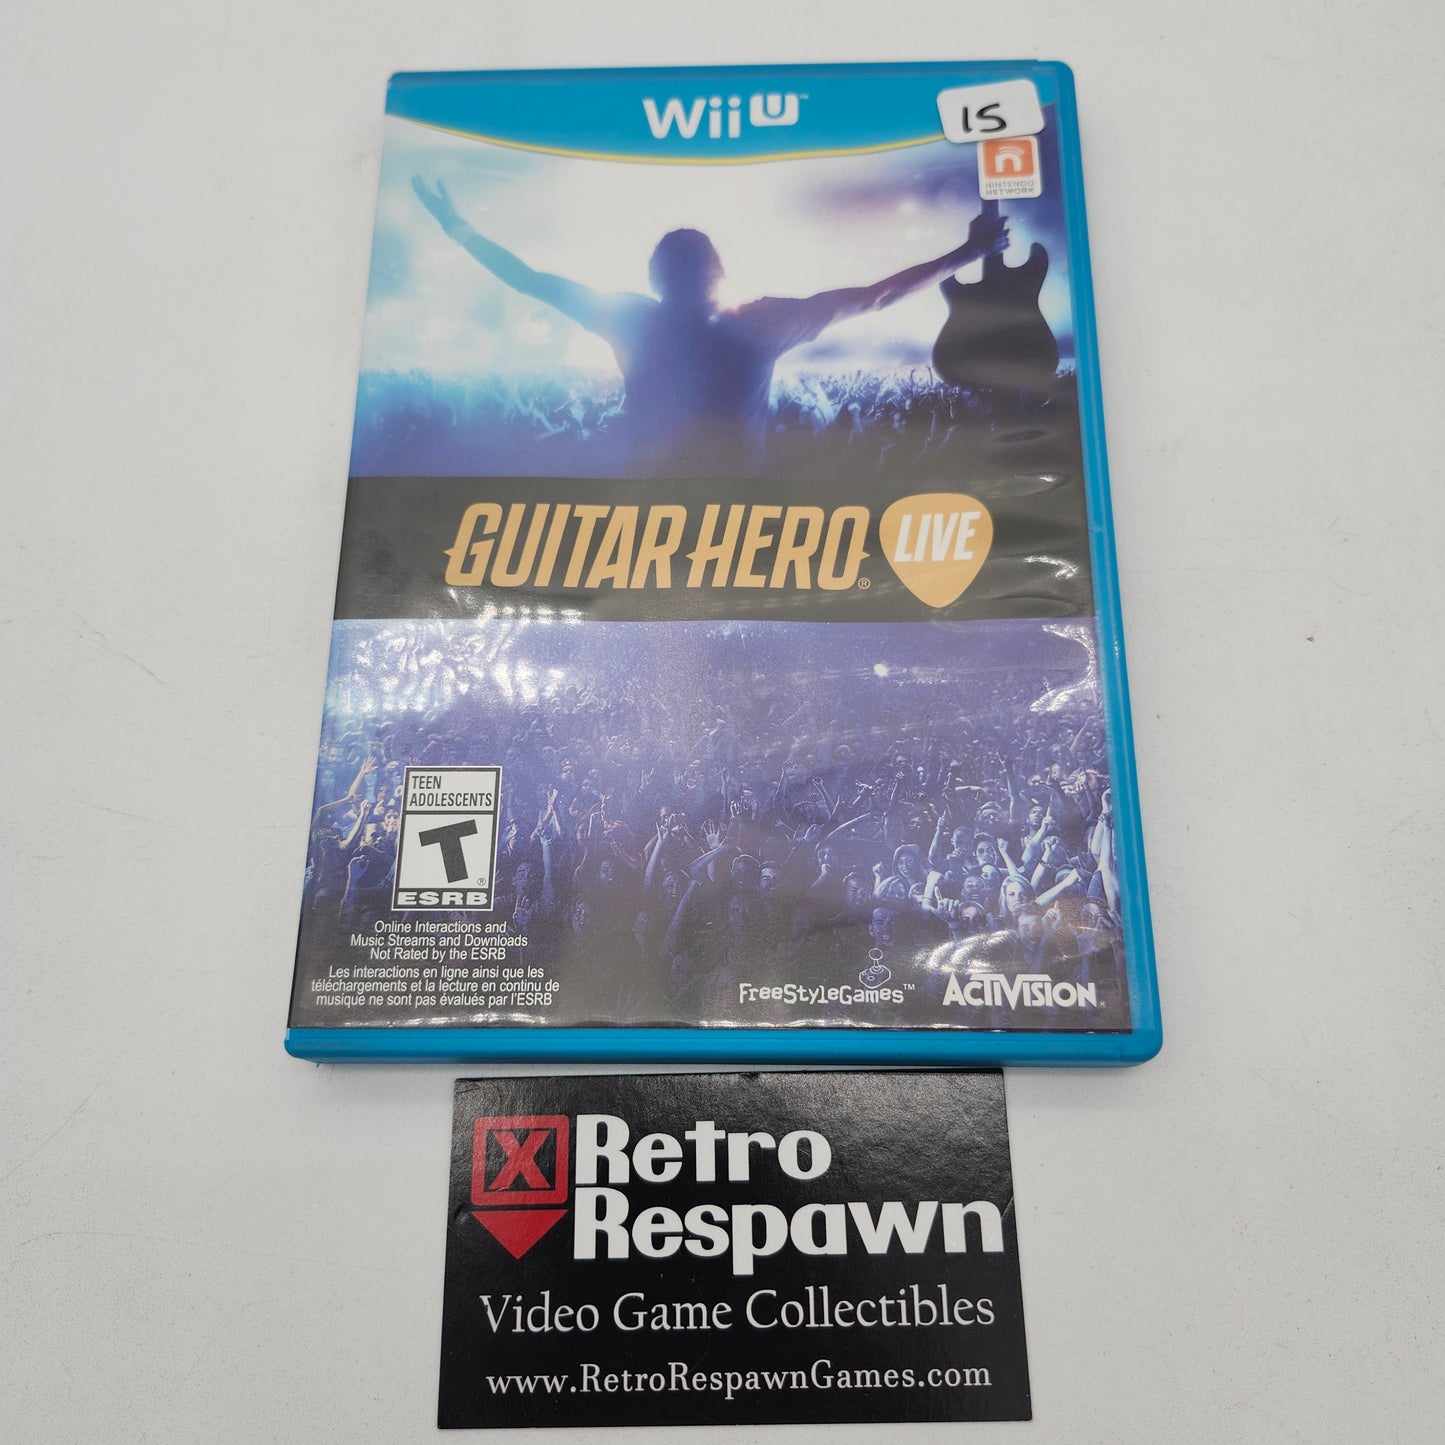 Wii U™
15
n
NINTENDO
NETWORK
GUITAR HERO®
LIVE
TEEN
ADOLESCENTS
T®
ESRB
Online Interactions and
Music Streams and Downloads
Not Rated by the ESRB
Les interactions en ligne ainsi que les
téléchargements et la lecture en continu de
musique ne sont pas évalués par l'ESRB
FreeStyleGames™
ACTIVISION®
X
Retro
Respawn
Video Game Collectibles
www.RetroRespawnGames.com